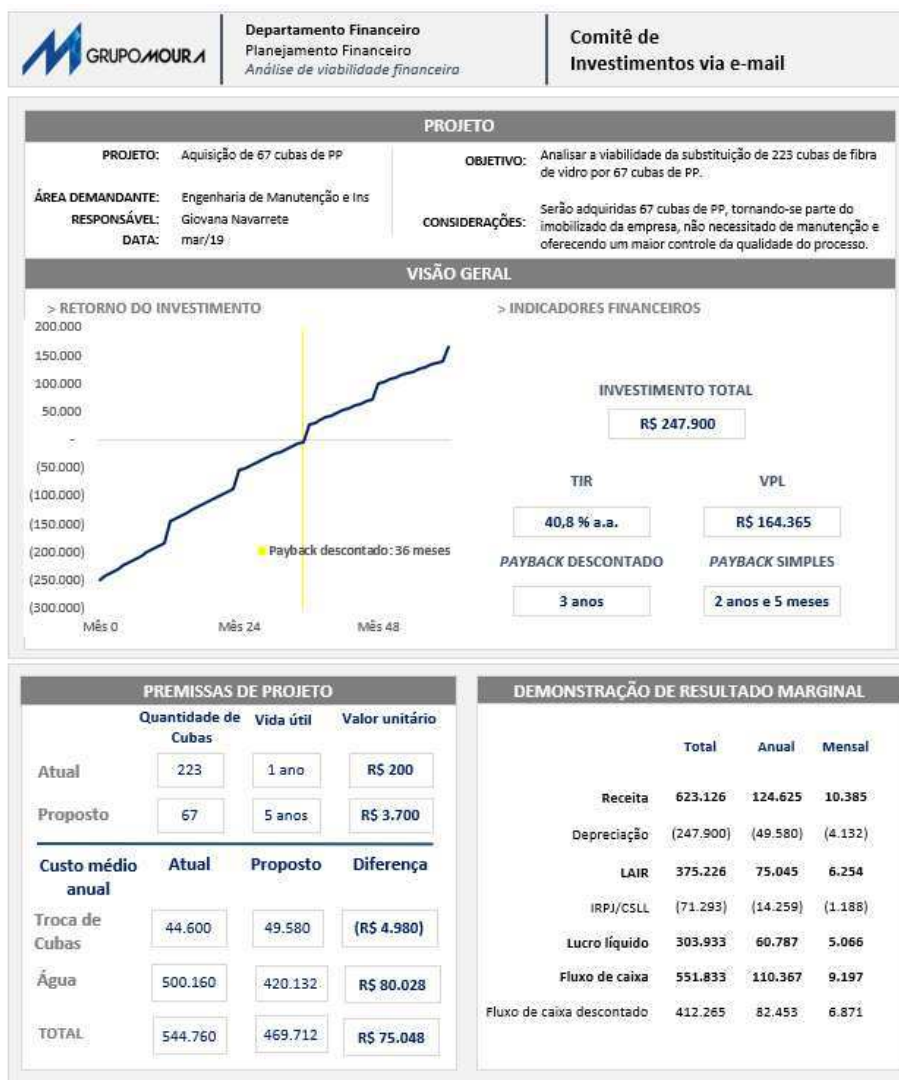 GRUPO MOURA
Departamento Financeiro
Planejamento Financeiro
Análise de viabilidade financeira
Comitê de
Investimentos via e-mail
PROJETO
PROJETO: Aquisição de 67 cubas de PP
ÁREA DEMANDANTE: Engenharia de Manutenção e Ins
RESPONSÁVEL: Giovana Navarrete
DATA: mar/19
OBJETIVO: Analisar a viabilidade da substituição de 223 cubas de fibra
de vidro por 67 cubas de PP.
CONSIDERAÇÕES: Serão adquiridas 67 cubas de PP, tornando-se parte do
imobilizado da empresa, não necessitado de manutenção e
oferecendo um maior controle da qualidade do processo.
VISÃO GERAL
> RETORNO DO INVESTIMENTO
200.000
150.000
100.000
50.000
-
(50.000)
(100.000)
(150.000)
(200.000)
(250.000)
(300.000)
Payback descontado: 36 meses
Mês 0 Mês 24 Mês 48
> INDICADORES FINANCEIROS
INVESTIMENTO TOTAL
R$ 247.900
TIR VPL
40,8 % a.a. R$ 164.365
PAYBACK DESCONTADO PAYBACK SIMPLES
3 anos 2 anos e 5 meses
PREMISSAS DE PROJETO
Quantidade de
Cubas Vida útil Valor unitário
Atual 223 1 ano R$ 200
Proposto 67 5 anos R$ 3.700
Custo médio
anual Atual Proposto Diferença
Troca de
Cubas 44.600 49.580 (R$ 4.980)
Água 500.160 420.132 R$ 80.028
TOTAL 544.760 469.712 R$ 75.048
DEMONSTRAÇÃO DE RESULTADO MARGINAL
Total Anual Mensal
Receita 623.126 124.625 10.385
Depreciação (247.900) (49.580) (4.132)
LAIR 375.226 75.045 6.254
IRPJ/CSLL (71.293) (14.259) (1.188)
Lucro líquido 303.933 60.787 5.066
Fluxo de caixa 551.833 110.367 9.197
Fluxo de caixa descontado 412.265 82.453 6.871